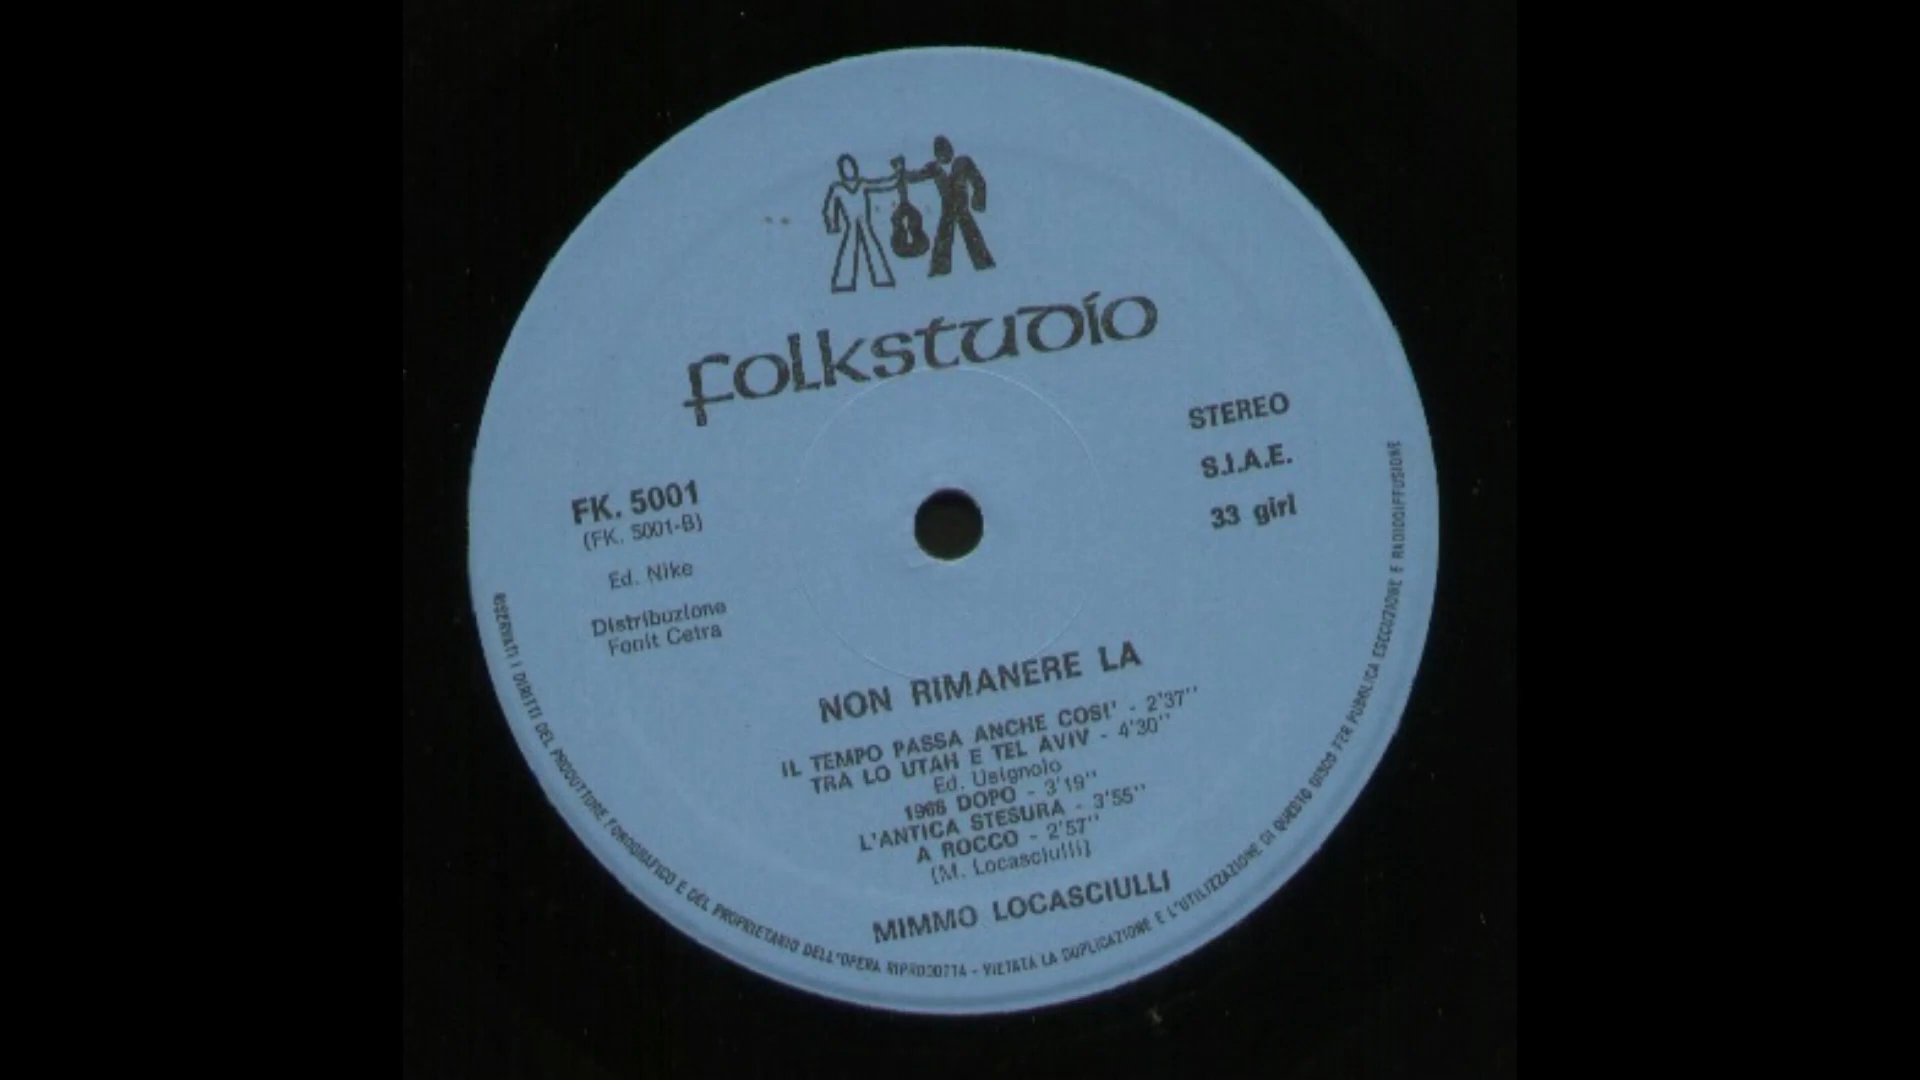 folkstudio
STEREO
S.I.A.E.
33 giri
FK. 5001
(FK. 5001-B)
Ed. Nike
Distribuzione
Fonit Cetra
NON RIMANERE LA
IL TEMPO PASSA ANCHE COSI' - 2'37''
TRA LO UTAH E TEL AVIV - 4'30''
Ed. Usignolo
1968 DOPO - 3'19''
L'ANTICA STESURA - 3'55''
A ROCCO - 2'57''
(M. Locasciulli)
MIMMO LOCASCIULLI
RISERVATI I DIRITTI DEL PRODUTTORE FONOGRAFICO E DEL PROPRIETARIO DELL'OPERA RIPRODOTTA - VIETATA LA DUPLICAZIONE E L'UTILIZZAZIONE DI QUESTO DISCO PER PUBBLICA ESECUZIONE E RADIODIFFUSIONE